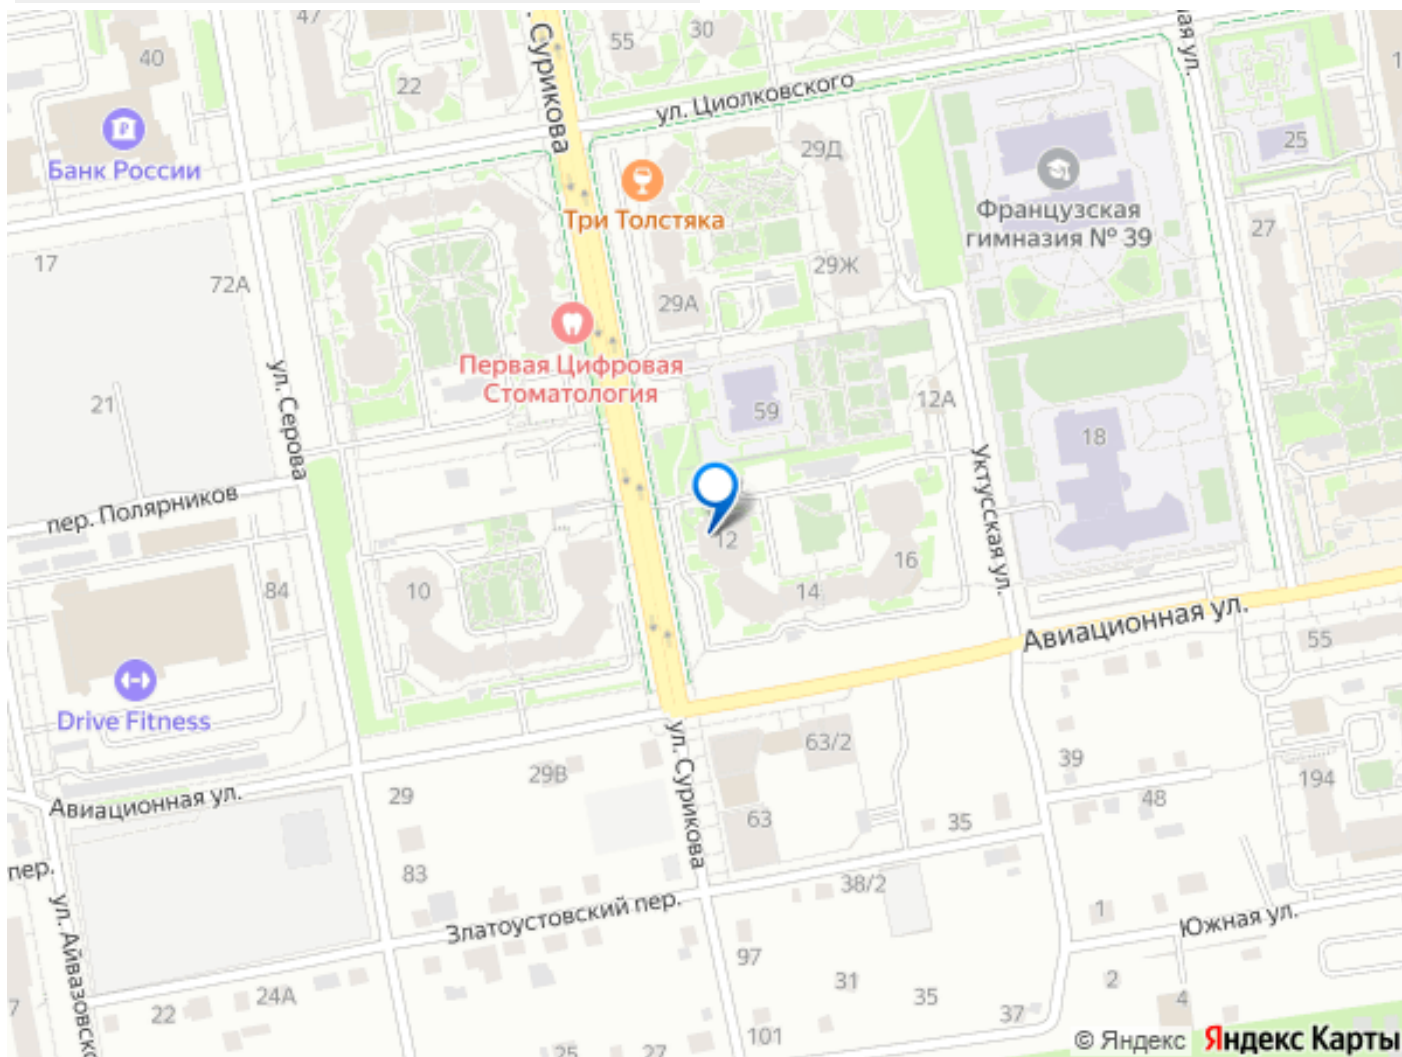 47
40
22
55
30
ул. Циолковского
Сурикова
ная ул.
25
Банк России
29Д
Три Толстяка
Французская
гимназия № 39
27
17
72А
29Ж
29А
Первая Цифровая
Стоматология
ул. Серова
21
59
12А
18
пер. Полярников
Уктусская ул.
12
16
84
10
14
Авиационная ул.
55
Drive Fitness
63/2
ул. Сурикова
29В
39
29
48
194
Авиационная ул.
63
35
83
пер.
38/2
Златоустовский пер.
1
Южная ул.
ул. Айвазовско
97
31
35
2
24А
22
37
4
7
101
25
27
© Яндекс Яндекс Карты